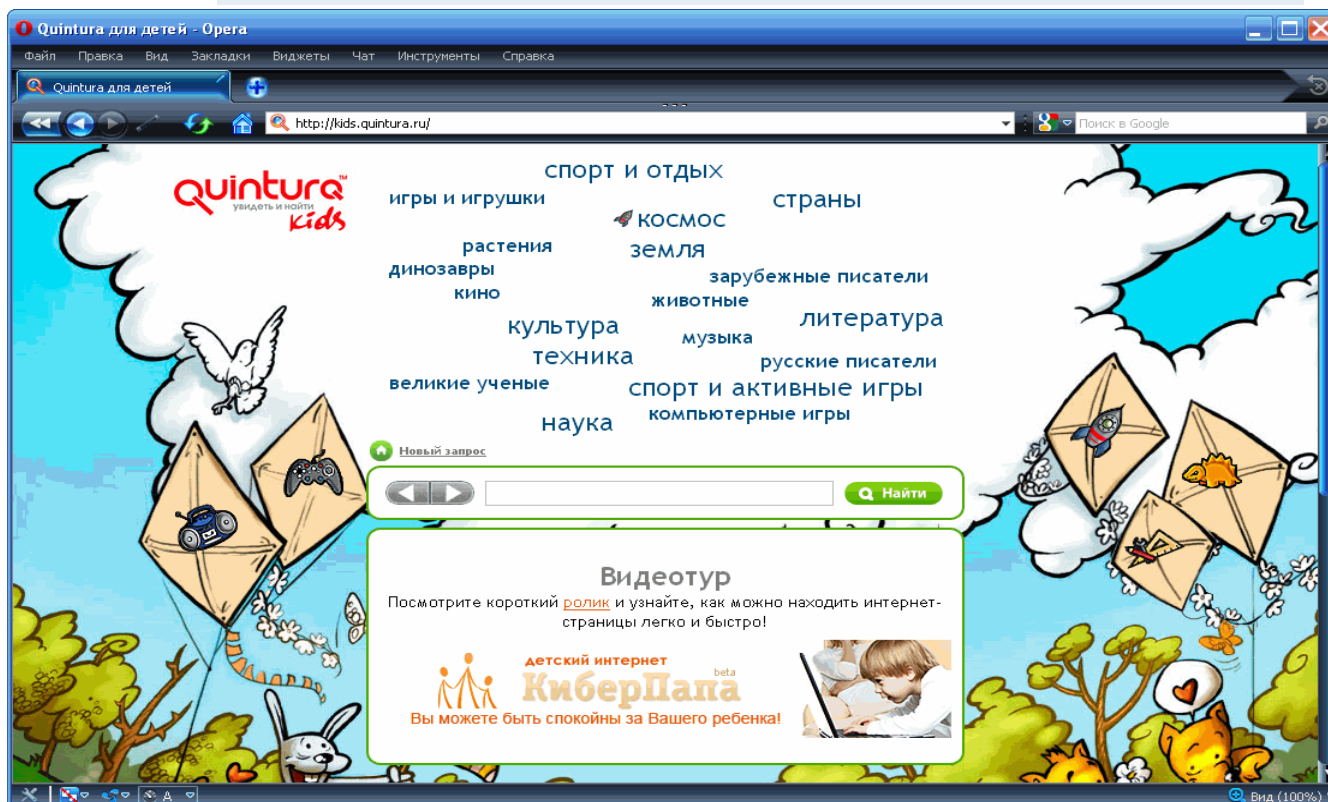 Quintura для детей - Opera
Файл Правка Вид Закладки Виджеты Чат Инструменты Справка
Quintura для детей
http://kids.quintura.ru/ Поиск в Google
quintura™
увидеть и найти
kids
спорт и отдых
игры и игрушки
страны
космос
растения
земля
динозавры
зарубежные писатели
кино
животные
культура
литература
музыка
техника
русские писатели
великие ученые
спорт и активные игры
компьютерные игры
наука
Новый запрос
Найти
Видеотур
Посмотрите короткий ролик и узнайте, как можно находить интернет-
страницы легко и быстро!
детский интернет
beta
КиберПапа
Вы можете быть спокойны за Вашего ребенка!
A
Вид (100%)